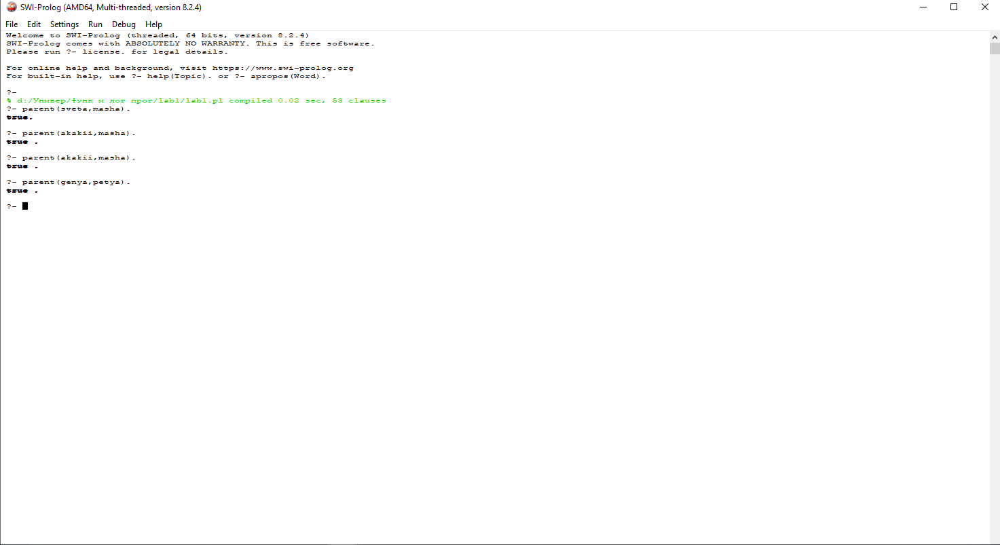 SWI-Prolog (AMD64, Multi-threaded, version 8.2.4)
File Edit Settings Run Debug Help
Welcome to SWI-Prolog (threaded, 64 bits, version 8.2.4)
SWI-Prolog comes with ABSOLUTELY NO WARRANTY. This is free software.
Please run ?- license. for legal details.
For online help and background, visit https://www.swi-prolog.org
For built-in help, use ?- help(Topic). or ?- apropos(Word).
?-
% d:/Универ/Функ и лог прог/lab1/lab1.pl compiled 0.02 sec, 53 clauses
?- parent(sveta,masha).
true.
?- parent(akakii,masha).
true .
?- parent(akakii,masha).
true .
?- parent(genya,petya).
true .
?-